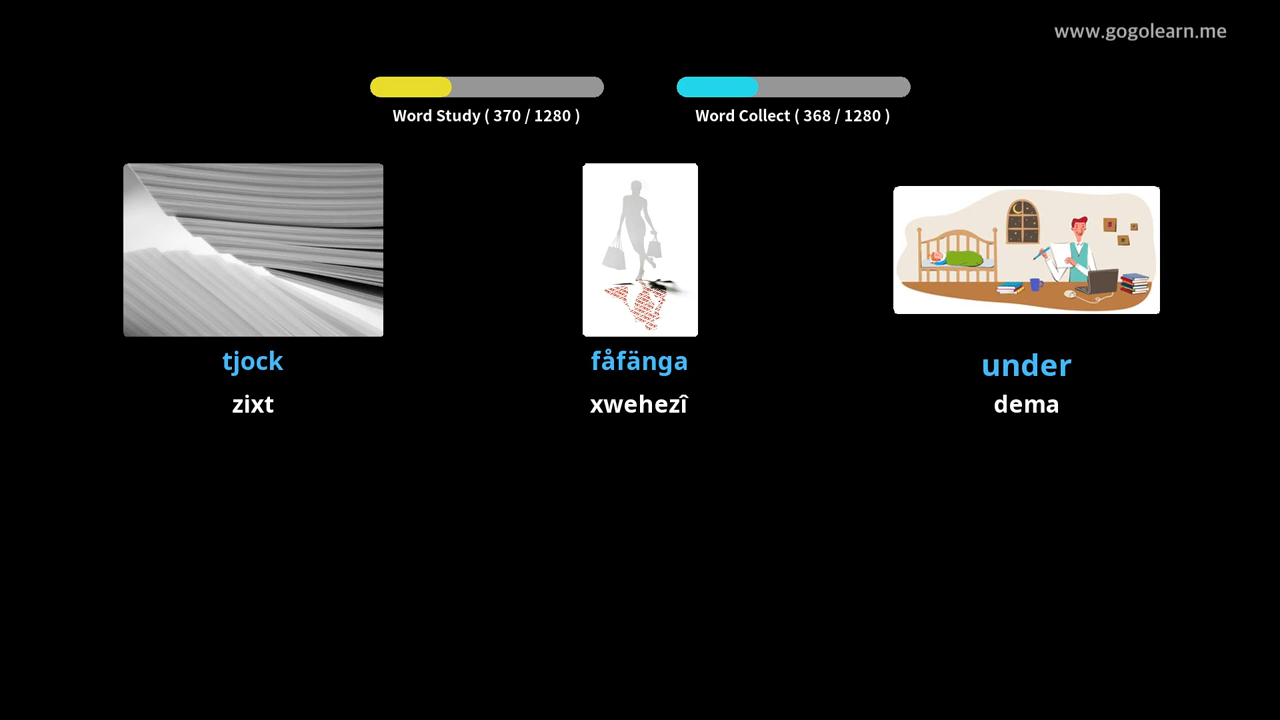 www.gogolearn.me
Word Study ( 370 / 1280 )
Word Collect ( 368 / 1280 )
tjock
fåfänga
under
zixt
xwehezî
dema